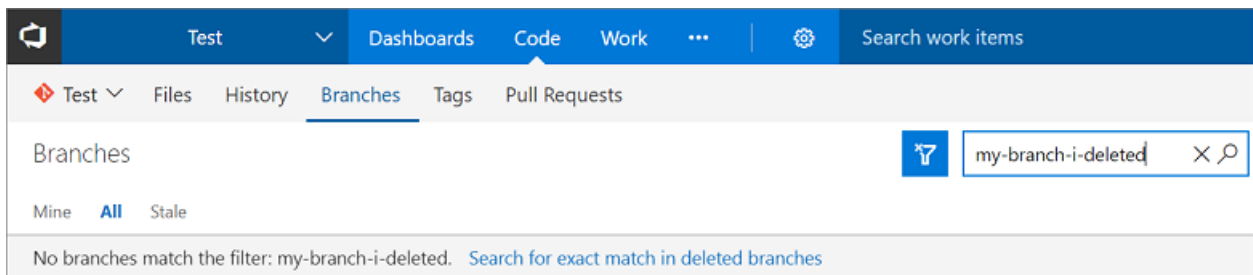 Test Dashboards Code Work ... Search work items
Test Files History Branches Tags Pull Requests
Branches my-branch-i-deleted
Mine All Stale
No branches match the filter: my-branch-i-deleted. Search for exact match in deleted branches